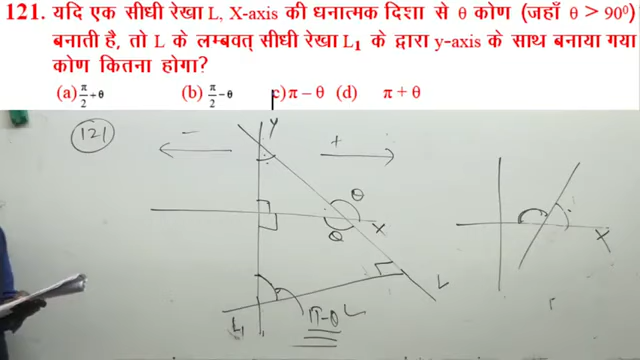 121. यदि एक सीधी रेखा L, X-axis की धनात्मक दिशा से θ कोण (जहाँ θ > 90⁰)
बनाती है, तो L के लम्बवत् सीधी रेखा L₁ के द्वारा y-axis के साथ बनाया गया
कोण कितना होगा?
(a) π/2 + θ (b) π/2 − θ c) π − θ (d) π + θ
121
−
Y
+
θ
θ
X
X
L
L₁
π-θ
L